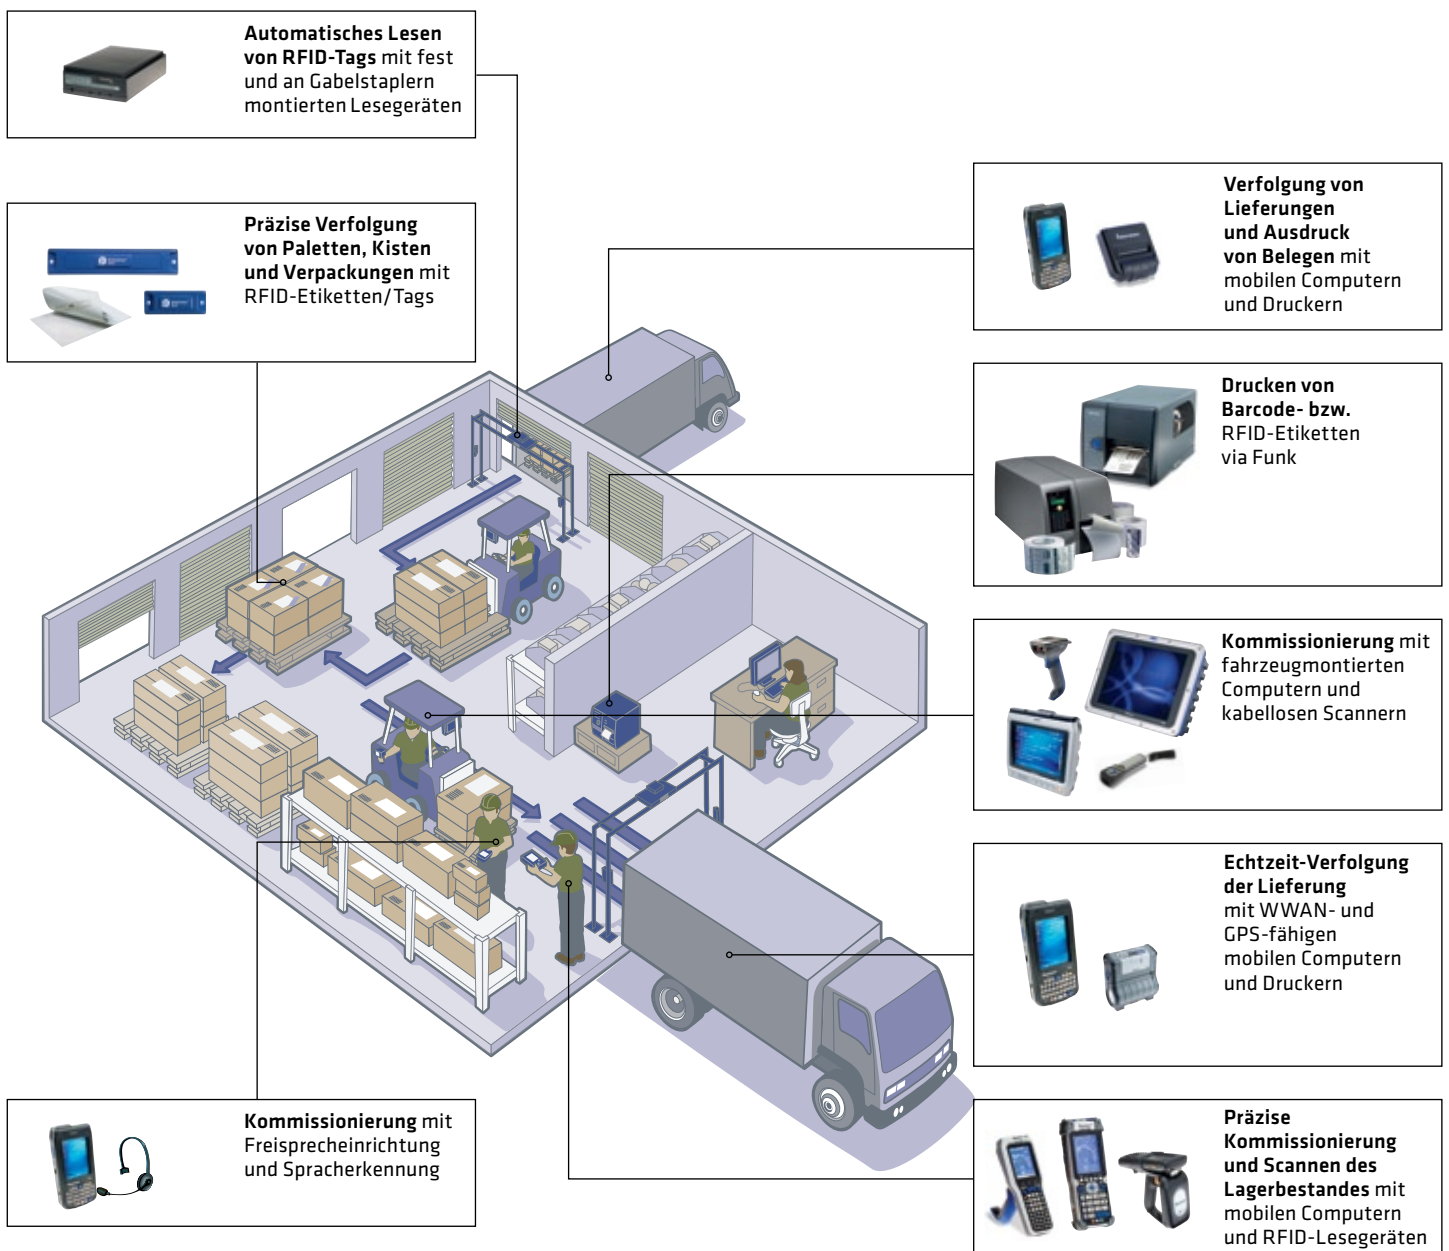 Automatisches Lesen
von RFID-Tags mit fest
und an Gabelstaplern
montierten Lesegeräten
Präzise Verfolgung
von Paletten, Kisten
und Verpackungen mit
RFID-Etiketten/Tags
Verfolgung von
Lieferungen
und Ausdruck
von Belegen mit
mobilen Computern
und Druckern
Drucken von
Barcode- bzw.
RFID-Etiketten
via Funk
Kommissionierung mit
fahrzeugmontierten
Computern und
kabellosen Scannern
Echtzeit-Verfolgung
der Lieferung
mit WWAN- und
GPS-fähigen
mobilen Computern
und Druckern
Kommissionierung mit
Freisprecheinrichtung
und Spracherkennung
Präzise
Kommissionierung
und Scannen des
Lagerbestandes mit
mobilen Computern
und RFID-Lesegeräten